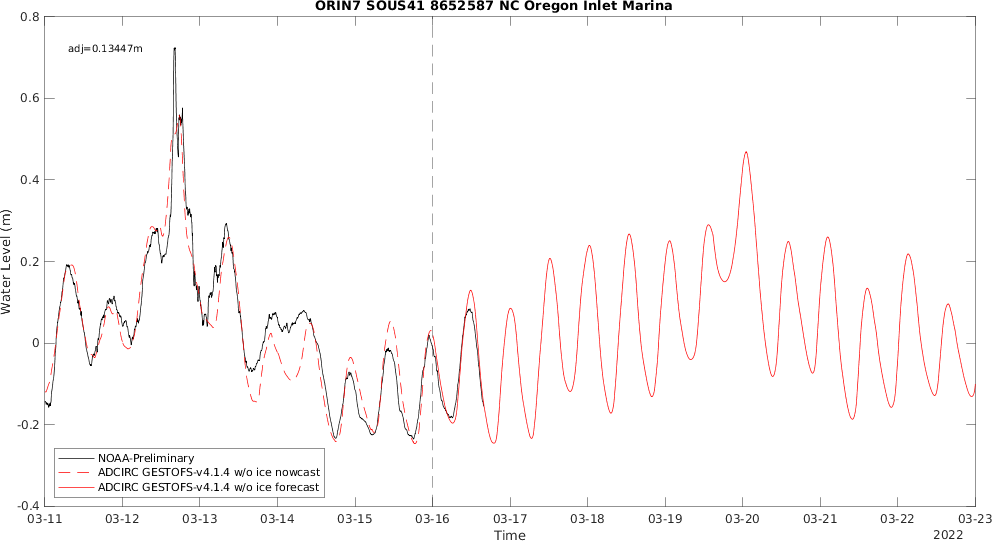 ORIN7 SOUS41 8652587 NC Oregon Inlet Marina
0.8
adj=0.13447m
0.6
0.4
0.2
0
-0.2
-0.4
Water Level (m)
NOAA-Preliminary
ADCIRC GESTOFS-v4.1.4 w/o ice nowcast
ADCIRC GESTOFS-v4.1.4 w/o ice forecast
03-11 03-12 03-13 03-14 03-15 03-16 03-17 03-18 03-19 03-20 03-21 03-22 03-23
Time
2022